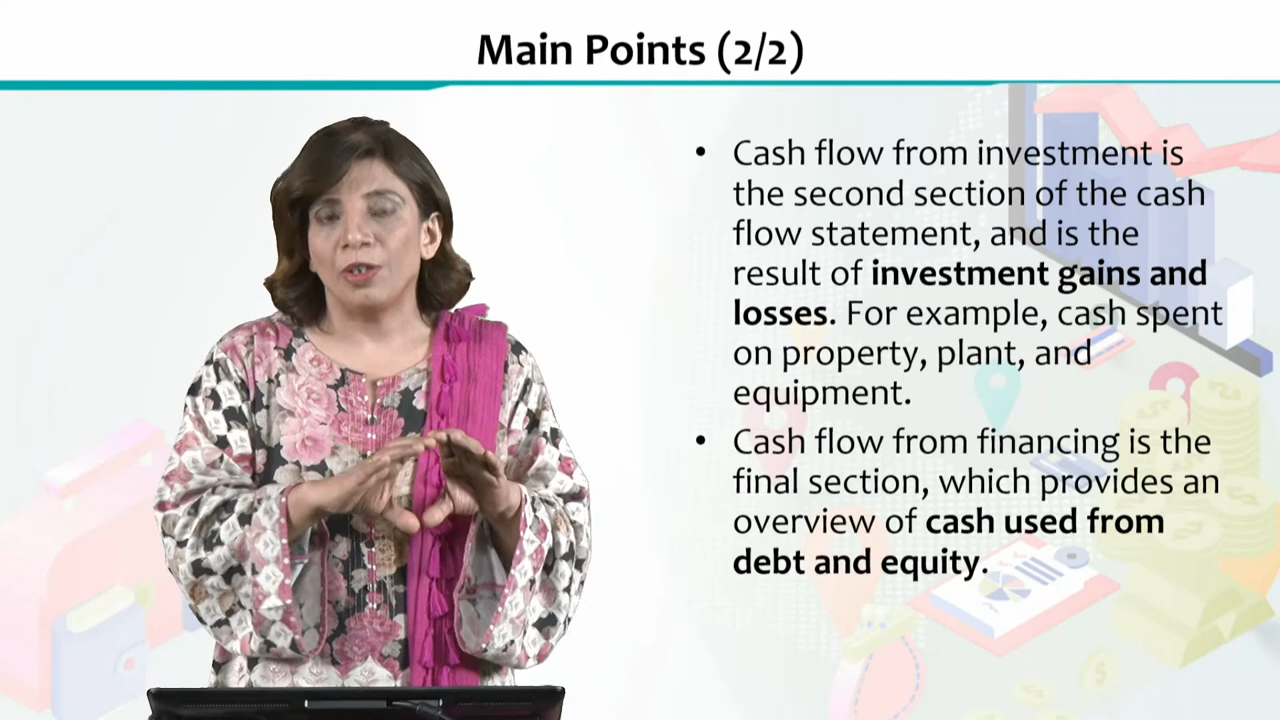 Main Points (2/2)
• Cash flow from investment is
the second section of the cash
flow statement, and is the
result of investment gains and
losses. For example, cash spent
on property, plant, and
equipment.
• Cash flow from financing is the
final section, which provides an
overview of cash used from
debt and equity.